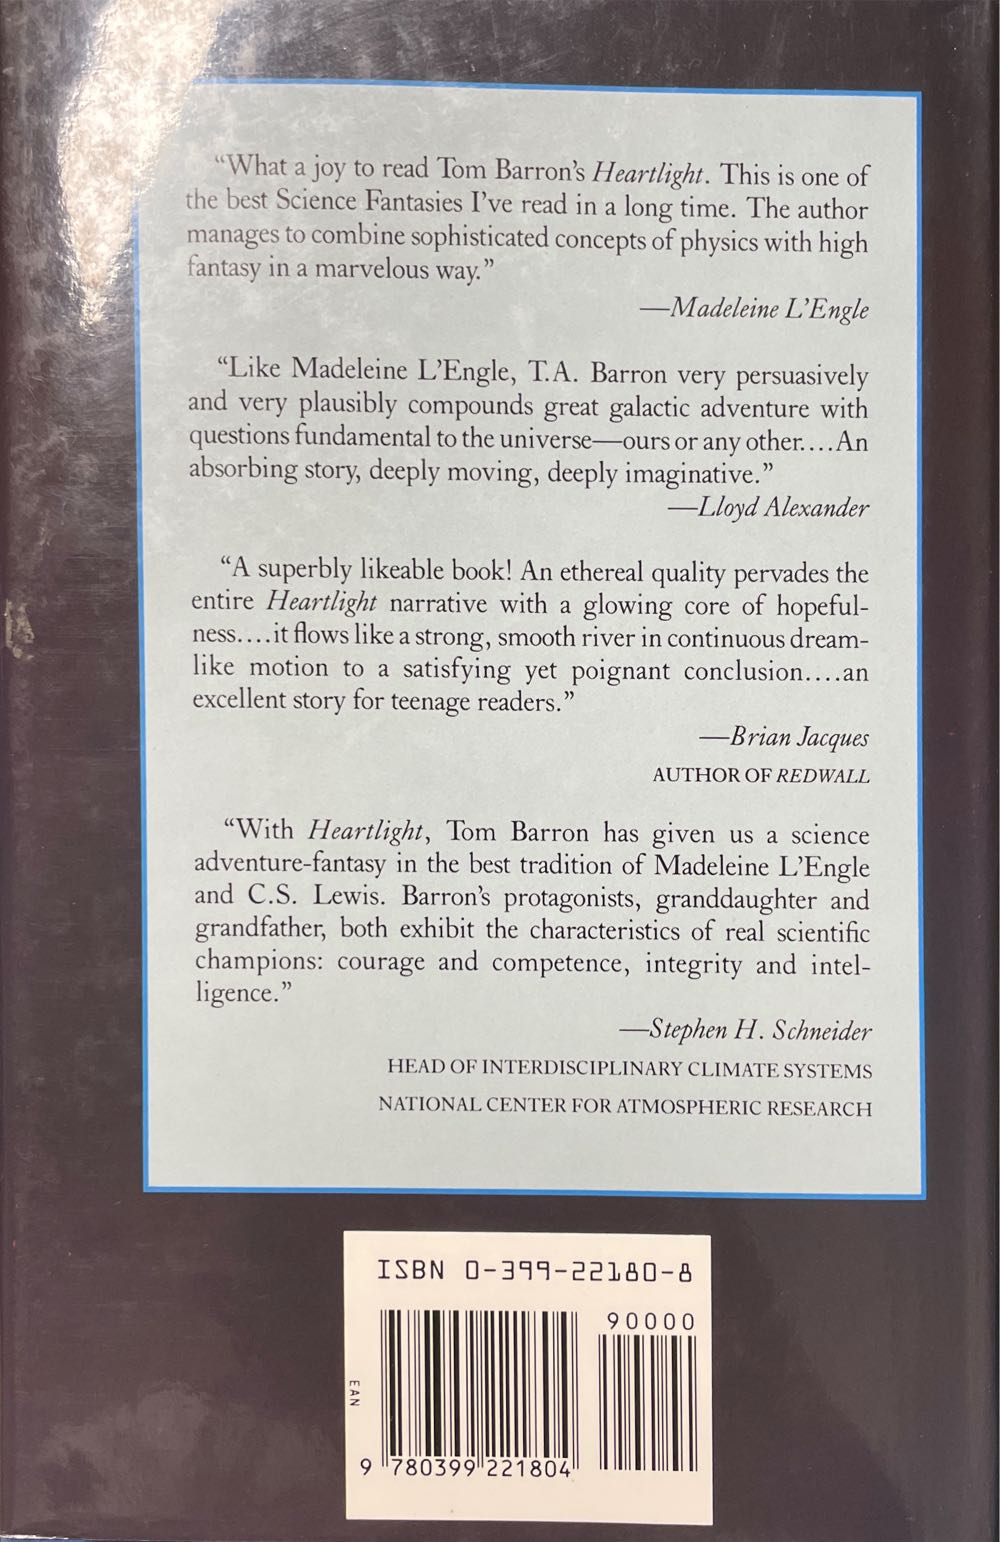 “What a joy to read Tom Barron’s Heartlight. This is one of
the best Science Fantasies I’ve read in a long time. The author
manages to combine sophisticated concepts of physics with high
fantasy in a marvelous way.”
—Madeleine L’Engle
“Like Madeleine L’Engle, T.A. Barron very persuasively
and very plausibly compounds great galactic adventure with
questions fundamental to the universe—ours or any other....An
absorbing story, deeply moving, deeply imaginative.”
—Lloyd Alexander
“A superbly likeable book! An ethereal quality pervades the
entire Heartlight narrative with a glowing core of hopeful-
ness....it flows like a strong, smooth river in continuous dream-
like motion to a satisfying yet poignant conclusion....an
excellent story for teenage readers.”
—Brian Jacques
AUTHOR OF REDWALL
“With Heartlight, Tom Barron has given us a science
adventure-fantasy in the best tradition of Madeleine L’Engle
and C.S. Lewis. Barron’s protagonists, granddaughter and
grandfather, both exhibit the characteristics of real scientific
champions: courage and competence, integrity and intel-
ligence.”
—Stephen H. Schneider
HEAD OF INTERDISCIPLINARY CLIMATE SYSTEMS
NATIONAL CENTER FOR ATMOSPHERIC RESEARCH
ISBN 0-399-22180-8
90000
EAN
9 780399 221804